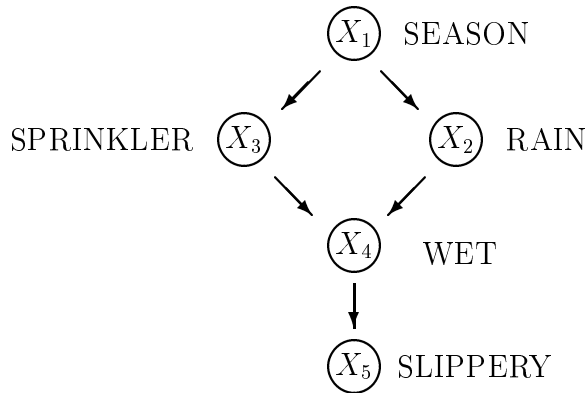 X1 SEASON
SPRINKLER X3 X2 RAIN
X4 WET
X5 SLIPPERY